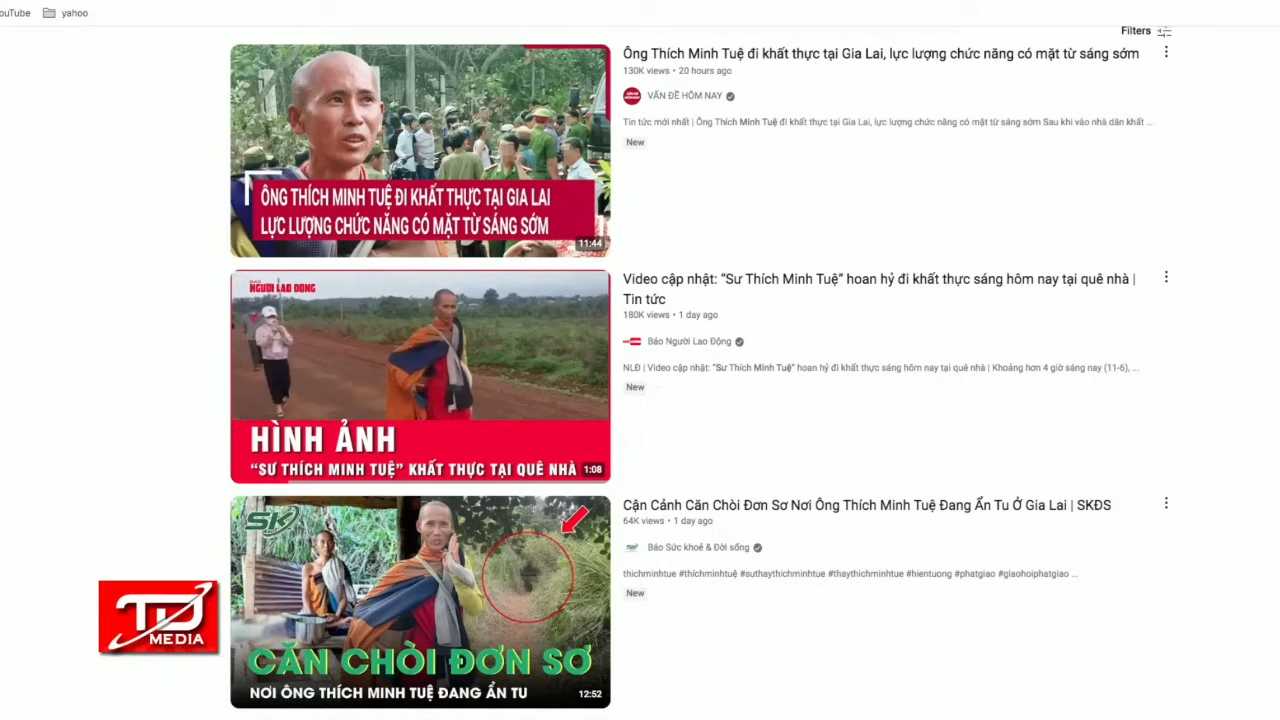 ouTube
yahoo
Filters
Ông Thích Minh Tuệ đi khất thực tại Gia Lai, lực lượng chức năng có mặt từ sáng sớm
130K views • 20 hours ago
VẤN ĐỀ HÔM NAY
Tin tức mới nhất | Ông Thích Minh Tuệ đi khất thực tại Gia Lai, lực lượng chức năng có mặt từ sáng sớm Sau khi vào nhà dân khất ...
New
ÔNG THÍCH MINH TUỆ ĐI KHẤT THỰC TẠI GIA LAI
LỰC LƯỢNG CHỨC NĂNG CÓ MẶT TỪ SÁNG SỚM
11:44
Video cập nhật: “Sư Thích Minh Tuệ” hoan hỷ đi khất thực sáng hôm nay tại quê nhà |
Tin tức
180K views • 1 day ago
Báo Người Lao Động
NLĐ | Video cập nhật: “Sư Thích Minh Tuệ” hoan hỷ đi khất thực sáng hôm nay tại quê nhà | Khoảng hơn 4 giờ sáng nay (11-6), ...
New
NGƯỜI LAO ĐỘNG
HÌNH ẢNH
“SƯ THÍCH MINH TUỆ” KHẤT THỰC TẠI QUÊ NHÀ
1:08
Cận Cảnh Căn Chòi Đơn Sơ Nơi Ông Thích Minh Tuệ Đang Ẩn Tu Ở Gia Lai | SKĐS
64K views • 1 day ago
Báo Sức khoẻ & Đời sống
thichminhtue #thíchminhtuệ #suthaythichminhtue #thaythichminhtue #hientuong #phatgiao #giaohoiphatgiao ...
New
SK
CĂN CHÒI ĐƠN SƠ
NƠI ÔNG THÍCH MINH TUỆ ĐANG ẨN TU
12:52
TD
MEDIA